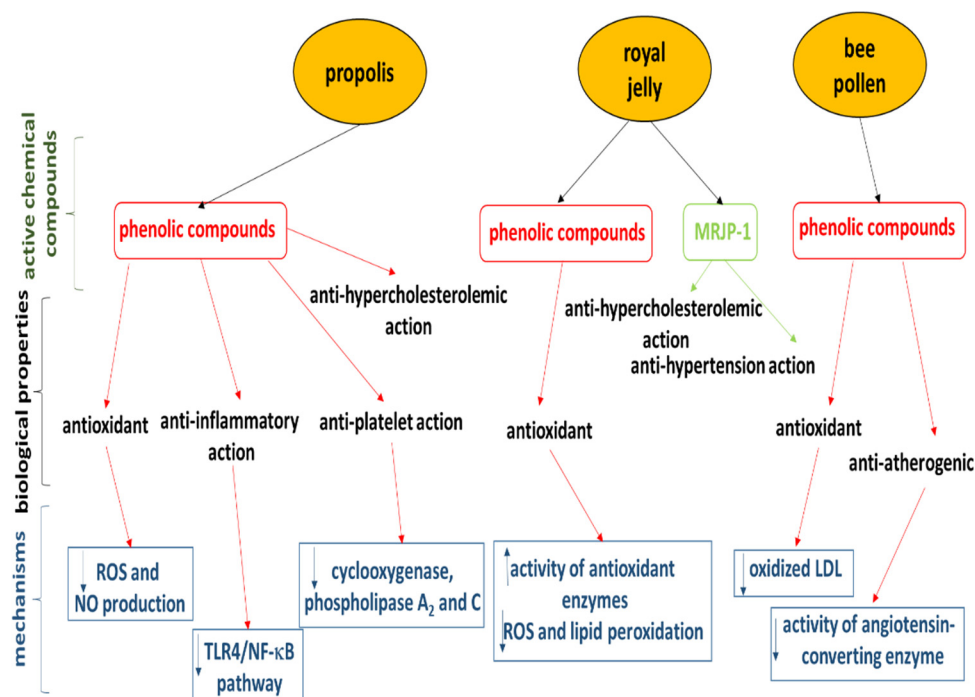 propolis
royal
jelly
bee
pollen
active chemical
compounds
phenolic compounds
phenolic compounds
MRJP-1
phenolic compounds
biological properties
anti-hypercholesterolemic
action
anti-hypercholesterolemic
action
anti-hypertension action
antioxidant
anti-inflammatory
action
anti-platelet action
antioxidant
antioxidant
anti-atherogenic
mechanisms
↓ ROS and
NO production
↓ TLR4/NF-κB
pathway
↓ cyclooxygenase,
phospholipase A₂ and C
↑ activity of antioxidant
enzymes
↓ ROS and lipid peroxidation
↓ oxidized LDL
↓ activity of angiotensin-
converting enzyme